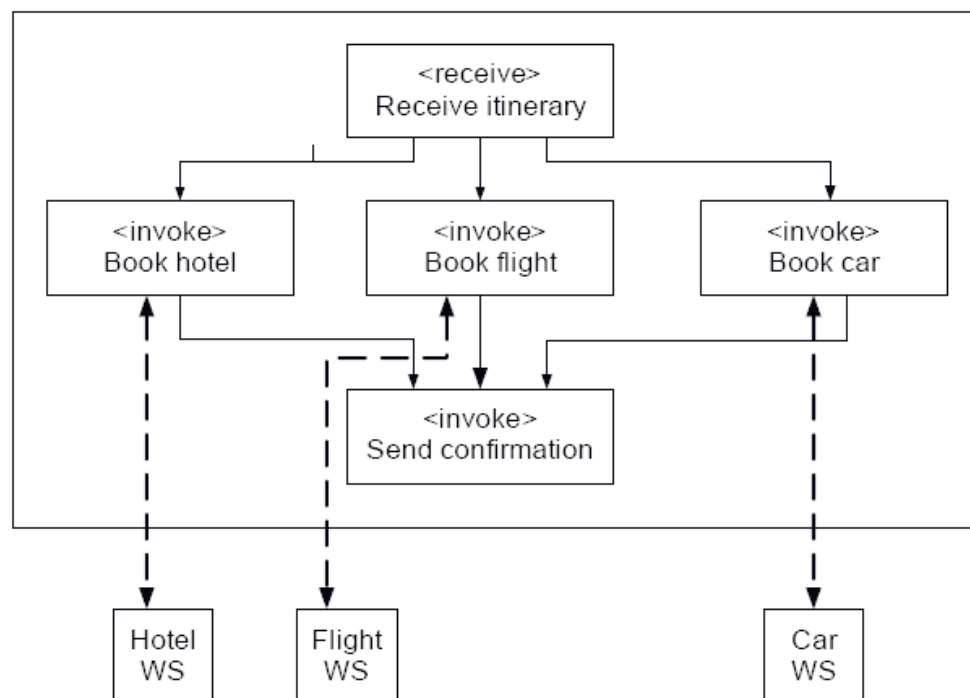 <receive>
Receive itinerary
<invoke>
Book hotel
<invoke>
Book flight
<invoke>
Book car
<invoke>
Send confirmation
Hotel
WS
Flight
WS
Car
WS